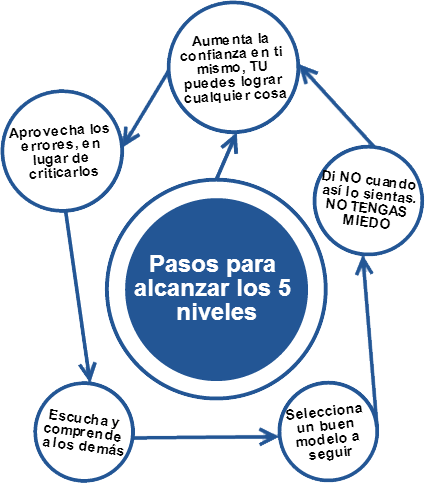 Aumenta la
confianza en ti
mismo, TU
puedes lograr
cualquier cosa
Aprovecha los
errores, en
lugar de
criticarlos
Di NO cuando
así lo sientas.
NO TENGAS
MIEDO
Pasos para
alcanzar los 5
niveles
Escucha y
comprende
a los demás
Selecciona
un buen
modelo a
seguir